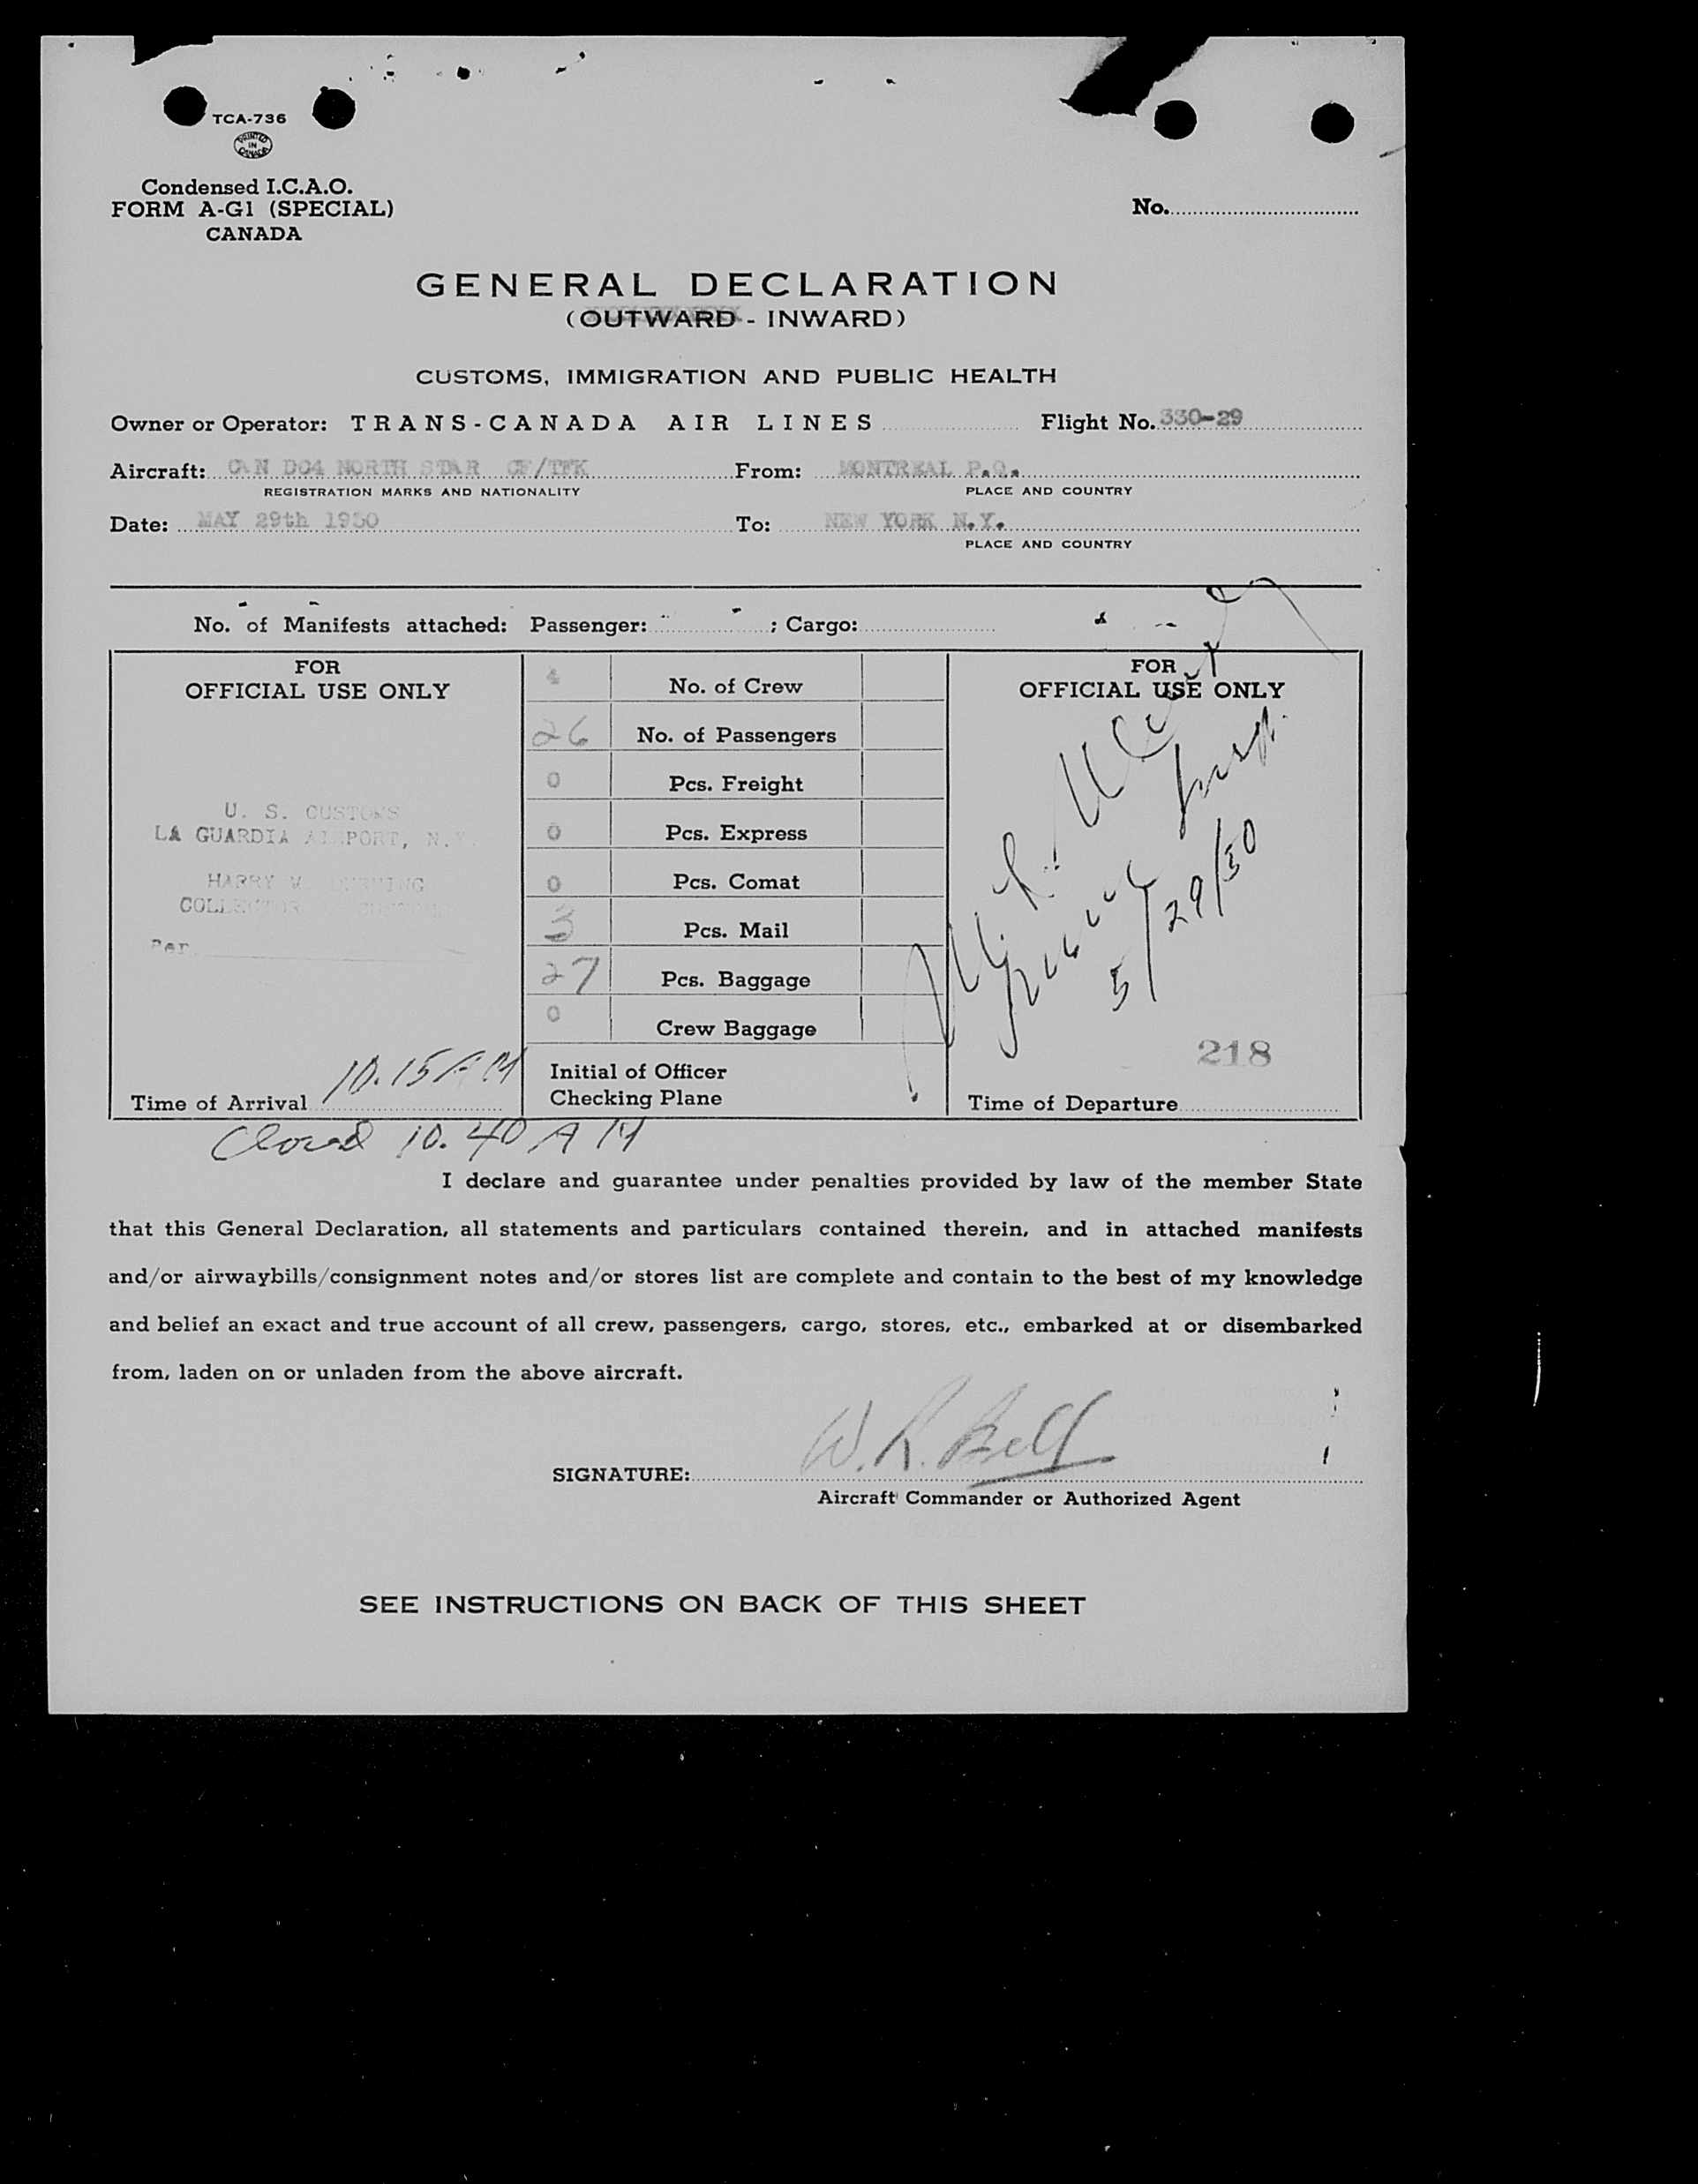 TCA-736
PRINTED IN CANADA
Condensed I.C.A.O.
FORM A-G1 (SPECIAL)
CANADA
No.
GENERAL DECLARATION
(OUTWARD - INWARD)
CUSTOMS, IMMIGRATION AND PUBLIC HEALTH
Owner or Operator: TRANS-CANADA AIR LINES Flight No. 330-29
Aircraft: CAN DC4 NORTH STAR CF/TFK From: MONTREAL P.Q.
REGISTRATION MARKS AND NATIONALITY PLACE AND COUNTRY
Date: MAY 29th 1950 To: NEW YORK N.Y.
PLACE AND COUNTRY
No. of Manifests attached: Passenger: ; Cargo:
FOR
OFFICIAL USE ONLY
U. S. CUSTOMS
LA GUARDIA AIRPORT, N.Y.
HARRY
COLLECTOR
Per
Time of Arrival 10.15 AM
4 No. of Crew
26 No. of Passengers
0 Pcs. Freight
0 Pcs. Express
0 Pcs. Comat
3 Pcs. Mail
27 Pcs. Baggage
0 Crew Baggage
Initial of Officer
Checking Plane
FOR
OFFICIAL USE ONLY
Insp.
5/29/50
218
Time of Departure
Closed 10.40 AM
I declare and guarantee under penalties provided by law of the member State
that this General Declaration, all statements and particulars contained therein, and in attached manifests
and/or airwaybills/consignment notes and/or stores list are complete and contain to the best of my knowledge
and belief an exact and true account of all crew, passengers, cargo, stores, etc., embarked at or disembarked
from, laden on or unladen from the above aircraft.
SIGNATURE: W.R. Bell
Aircraft Commander or Authorized Agent
SEE INSTRUCTIONS ON BACK OF THIS SHEET